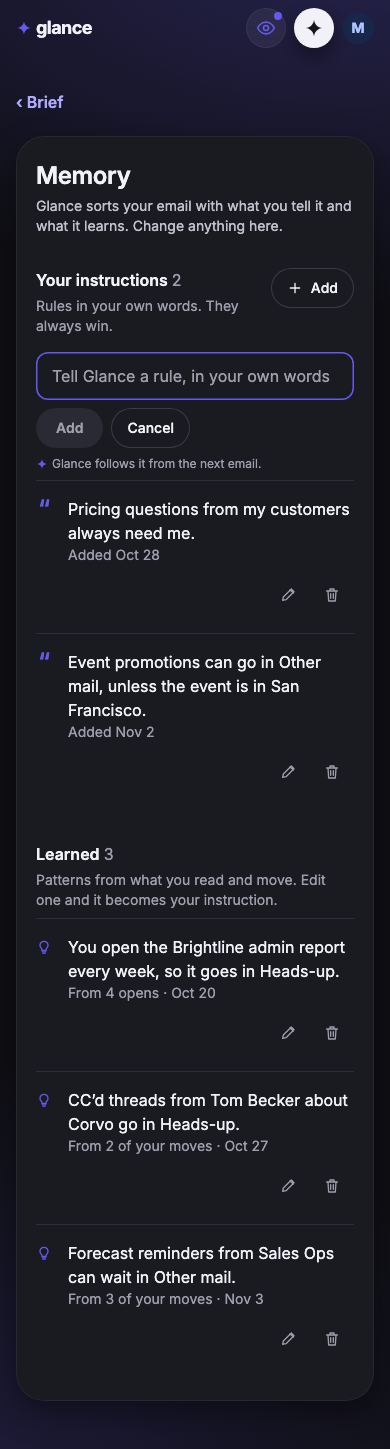 glance
M
‹ Brief
Memory
Glance sorts your email with what you tell it and
what it learns. Change anything here.
Your instructions 2
+ Add
Rules in your own words. They
always win.
Tell Glance a rule, in your own words
Add
Cancel
Glance follows it from the next email.
Pricing questions from my customers
always need me.
Added Oct 28
Event promotions can go in Other
mail, unless the event is in San
Francisco.
Added Nov 2
Learned 3
Patterns from what you read and move. Edit
one and it becomes your instruction.
You open the Brightline admin report
every week, so it goes in Heads-up.
From 4 opens · Oct 20
CC’d threads from Tom Becker about
Corvo go in Heads-up.
From 2 of your moves · Oct 27
Forecast reminders from Sales Ops
can wait in Other mail.
From 3 of your moves · Nov 3